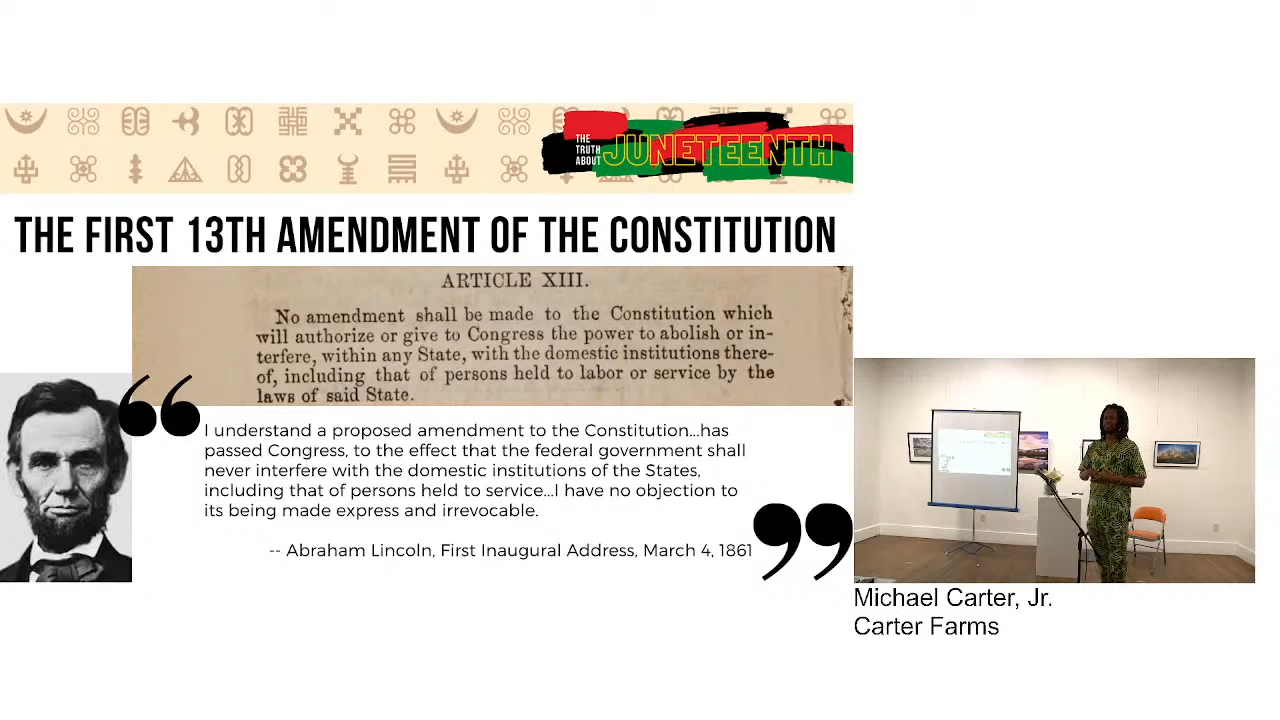 THE
TRUTH
ABOUT
JUNETEENTH
THE FIRST 13TH AMENDMENT OF THE CONSTITUTION
ARTICLE XIII.
No amendment shall be made to the Constitution which
will authorize or give to Congress the power to abolish or in-
terfere, within any State, with the domestic institutions there-
of, including that of persons held to labor or service by the
laws of said State.
“I understand a proposed amendment to the Constitution...has
passed Congress, to the effect that the federal government shall
never interfere with the domestic institutions of the States,
including that of persons held to service...I have no objection to
its being made express and irrevocable.”
-- Abraham Lincoln, First Inaugural Address, March 4, 1861
Michael Carter, Jr.
Carter Farms